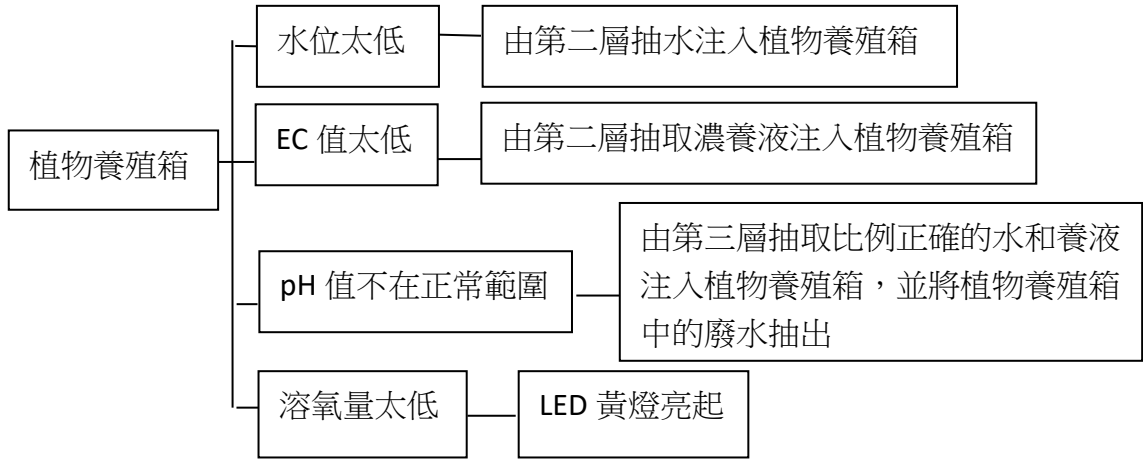 水位太低
由第二層抽水注入植物養殖箱
EC 值太低
由第二層抽取濃養液注入植物養殖箱
植物養殖箱
pH 值不在正常範圍
由第三層抽取比例正確的水和養液
注入植物養殖箱，並將植物養殖箱
中的廢水抽出
溶氧量太低
LED 黃燈亮起